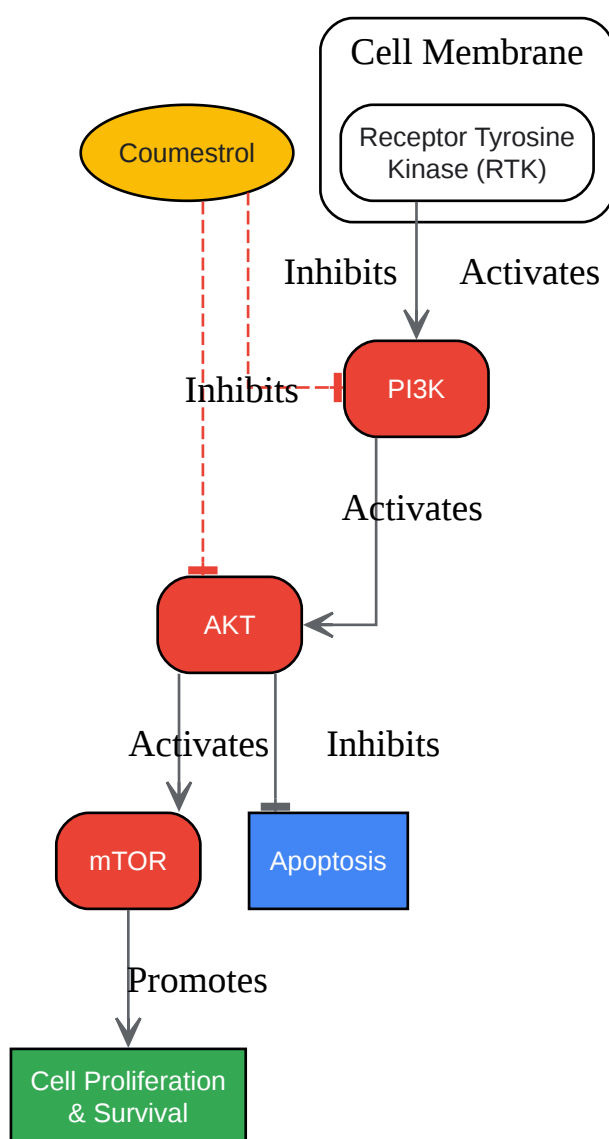 Cell Membrane
Coumestrol
Receptor Tyrosine
Kinase (RTK)
Inhibits
Activates
Inhibits
PI3K
Activates
AKT
Activates
Inhibits
mTOR
Apoptosis
Promotes
Cell Proliferation
& Survival